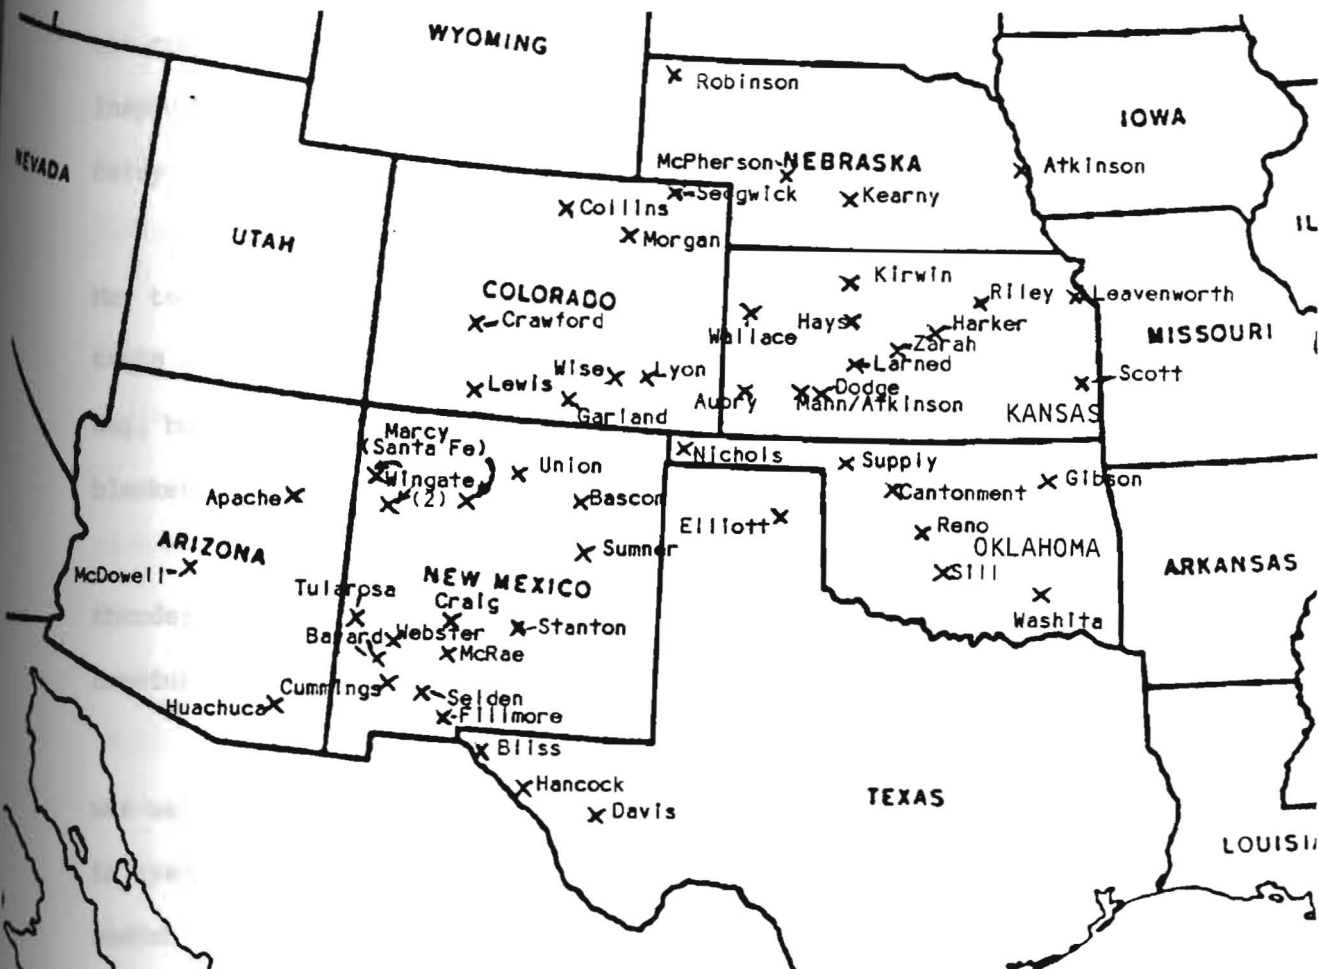 WYOMING
Robinson
IOWA
NEVADA
McPherson
NEBRASKA
Atkinson
Sedgwick
Kearny
Collins
Morgan
UTAH
IL
Kirwin
COLORADO
Riley
Leavenworth
Crawford
Wallace
Hays
Harker
MISSOURI
Zarah
Larned
Wise
Lyon
Scott
Lewis
Garland
Aubry
Dodge
Mann/Atkinson
KANSAS
Marcy
(Santa Fe)
Nichols
Union
Supply
Wingate
(2)
Gibson
Apache
Bascon
Cantonment
Elliott
Reno
ARIZONA
Sumner
OKLAHOMA
McDowell
Sill
ARKANSAS
NEW MEXICO
Tularosa
Craig
Washita
Stanton
Bayard
Webster
McRae
Cummings
Selden
Huachuca
Fillmore
Bliss
Hancock
TEXAS
Davis
LOUISI